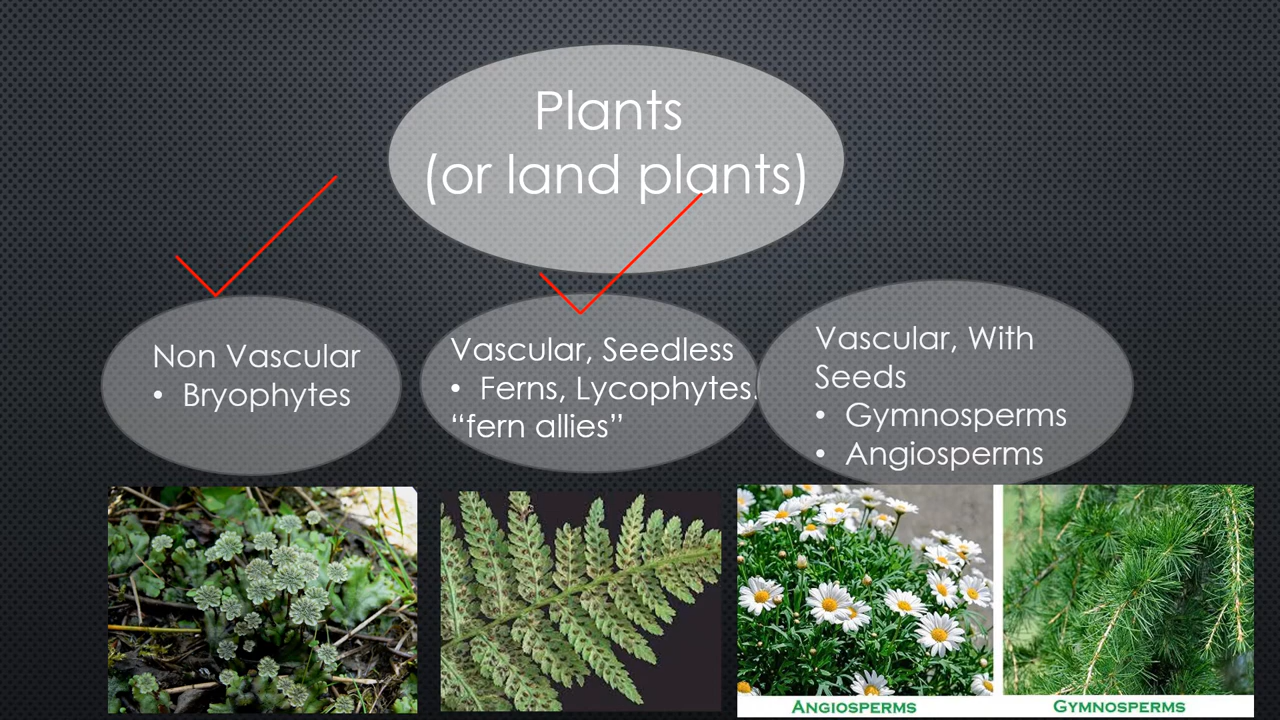 Plants
(or land plants)
Non Vascular
• Bryophytes
Vascular, Seedless
• Ferns, Lycophytes.
“fern allies”
Vascular, With
Seeds
• Gymnosperms
• Angiosperms
Angiosperms
Gymnosperms